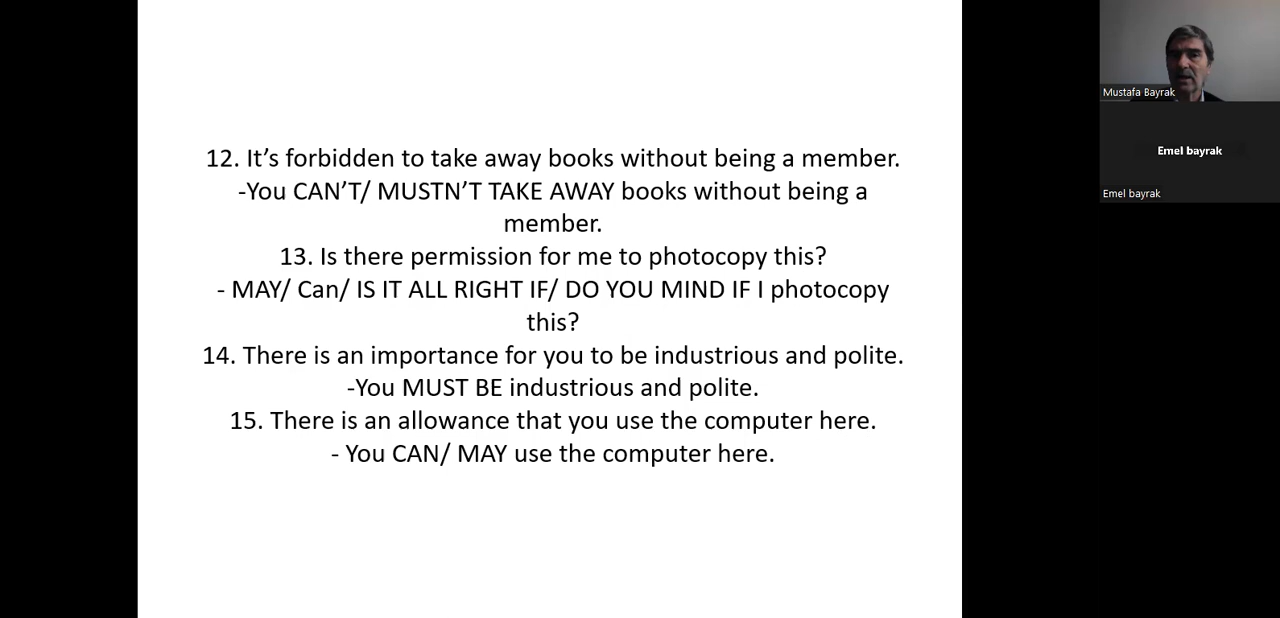 12. It’s forbidden to take away books without being a member.
-You CAN’T/ MUSTN’T TAKE AWAY books without being a
member.
13. Is there permission for me to photocopy this?
- MAY/ Can/ IS IT ALL RIGHT IF/ DO YOU MIND IF I photocopy
this?
14. There is an importance for you to be industrious and polite.
-You MUST BE industrious and polite.
15. There is an allowance that you use the computer here.
- You CAN/ MAY use the computer here.
Mustafa Bayrak
Emel bayrak
Emel bayrak